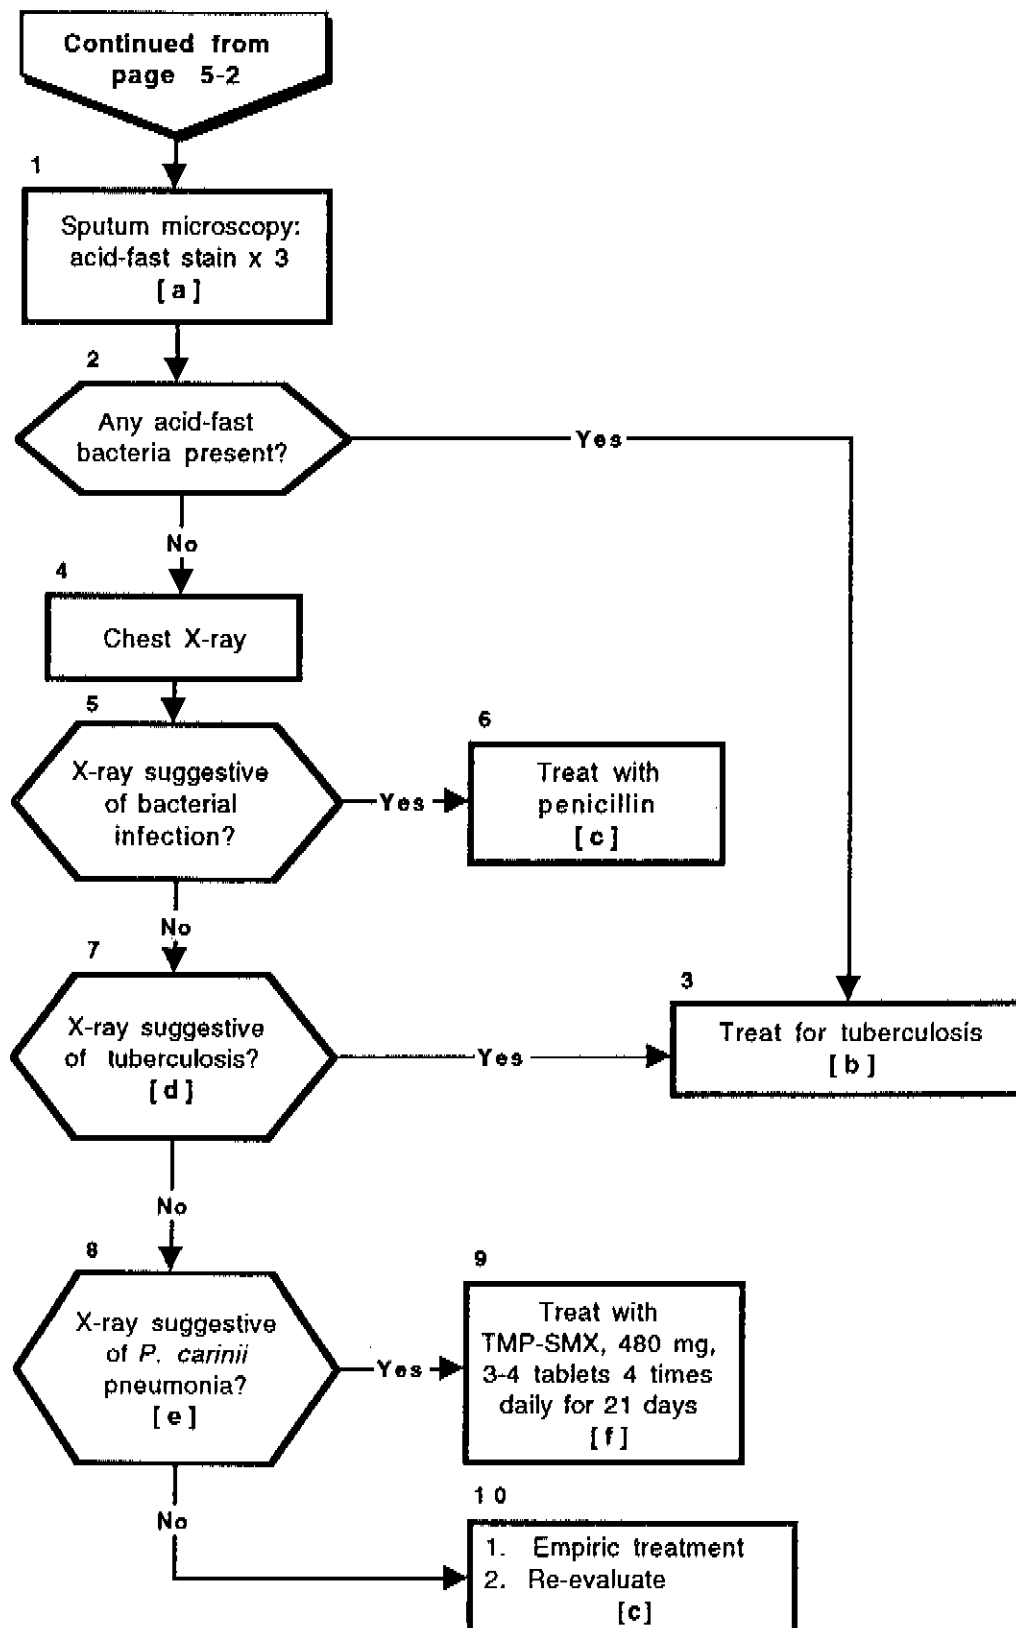 Continued from
page 5-2
1
Sputum microscopy:
acid-fast stain x 3
[a]
2
Any acid-fast
bacteria present?
Yes
No
4
Chest X-ray
5
X-ray suggestive
of bacterial
infection?
Yes
6
Treat with
penicillin
[c]
No
7
X-ray suggestive
of tuberculosis?
[d]
Yes
3
Treat for tuberculosis
[b]
No
8
X-ray suggestive
of P. carinii
pneumonia?
[e]
Yes
9
Treat with
TMP-SMX, 480 mg,
3-4 tablets 4 times
daily for 21 days
[f]
No
10
1. Empiric treatment
2. Re-evaluate
[c]